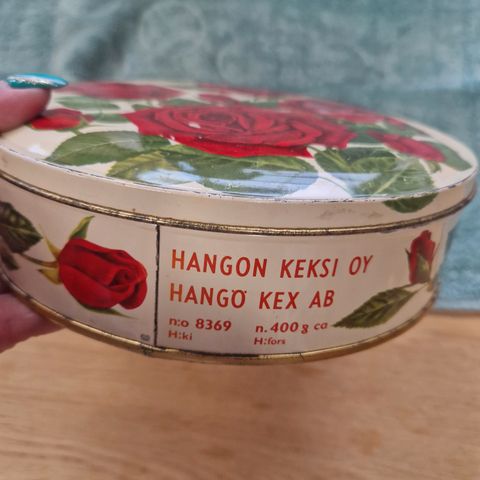 HANGON KEKSI OY
HANGÖ KEX AB
n:o 8369 n. 400 g ca
H:ki H:fors